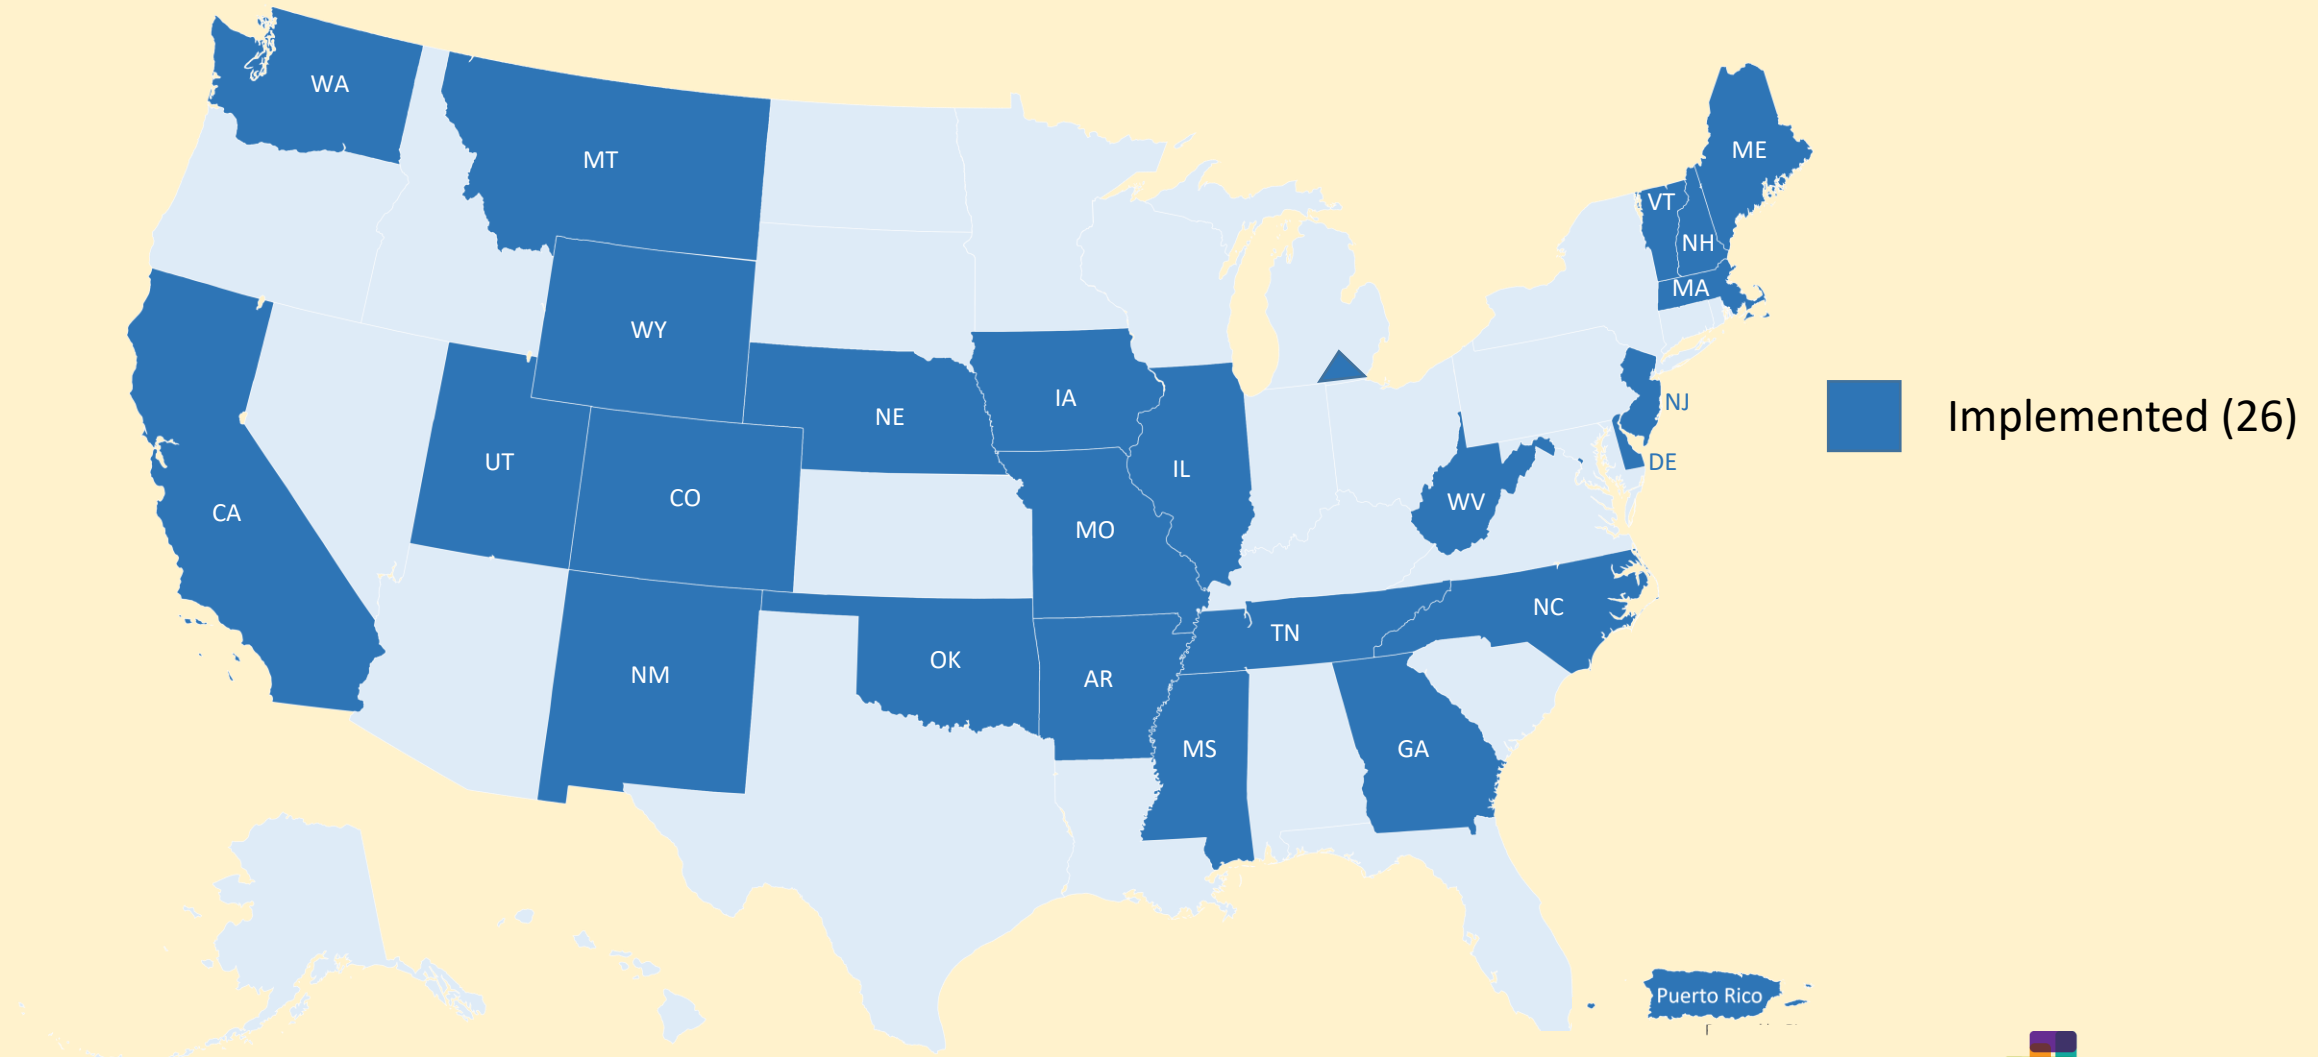 WA
MT
ME
VT
NH
MA
WY
NE
IA
NJ
Implemented (26)
UT
CO
IL
DE
CA
MO
WV
NM
OK
AR
TN
NC
MS
GA
Puerto Rico